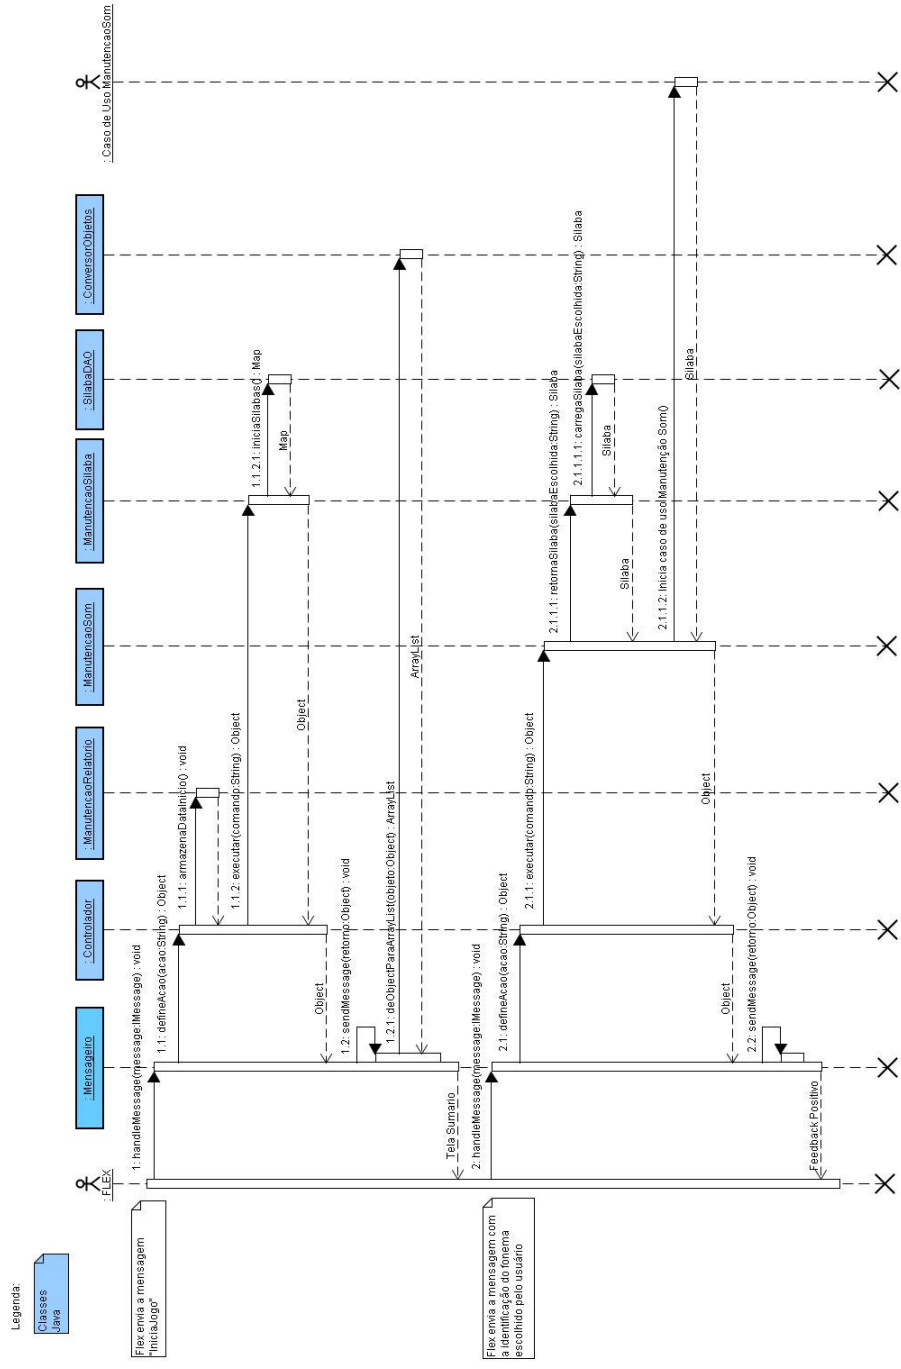 Legenda:
Classes
Java
: FLEX
: Mensageiro
: Controlador
: ManutencaoRelatorio
: ManutencaoSom
: ManutencaoSilaba
: SilabaDAO
: ConversorObjetos
: Caso de Uso ManutencaoSom
Flex envia a mensagem
"IniciaJogo"
1: handleMessage(message:IMessage) : void
1.1: defineAcao(acao:String) : Object
1.1.1: armazenaDataInicio() : void
1.1.2: executar(comando:String) : Object
1.1.2.1: iniciaSilabas() : Map
Map
Object
Object
1.2: sendMessage(retorno:Object) : void
1.2.1: deObjectParaArrayList(objeto:Object) : ArrayList
ArrayList
Tela Sumario
Flex envia a mensagem com
a identificação do fonema
escolhido pelo usuário
2: handleMessage(message:IMessage) : void
2.1: defineAcao(acao:String) : Object
2.1.1: executar(comando:String) : Object
2.1.1.1: retornaSilaba(silabaEscolhida:String) : Silaba
2.1.1.1.1: carregaSilaba(silabaEscolhida:String) : Silaba
Silaba
Silaba
2.1.1.2: Inicia caso de uso Manutenção Som()
Silaba
Object
Object
2.2: sendMessage(retorno:Object) : void
Feedback Positivo